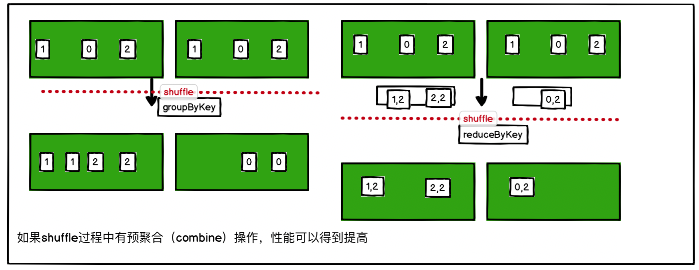 1 0 2 1 0 2
shuffle
groupByKey
1 1 2 2 0 0
1 0 2 1 0 2
1,2 2,2 0,2
shuffle
reduceByKey
1,2 2,2 0,2
如果shuffle过程中有预聚合（combine）操作，性能可以得到提高